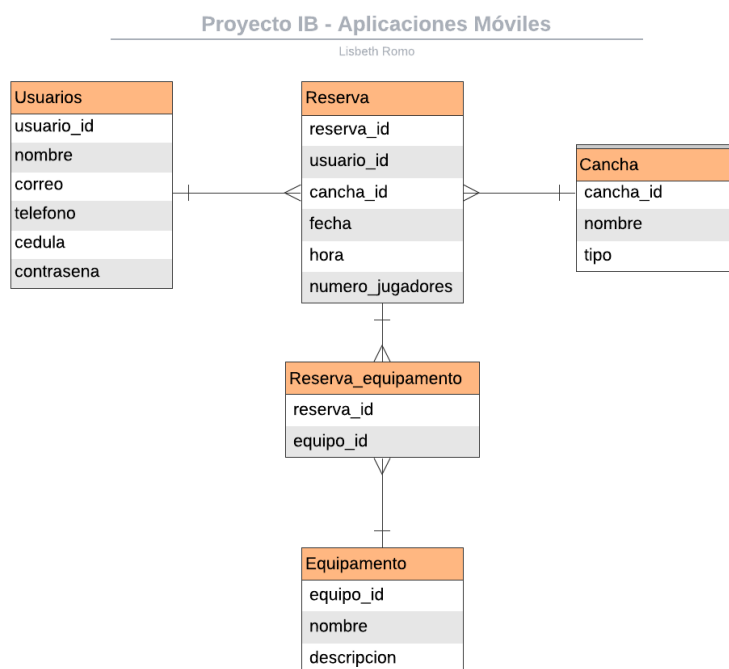 Proyecto IB - Aplicaciones Móviles
Lisbeth Romo
Usuarios
usuario_id
nombre
correo
telefono
cedula
contrasena
Reserva
reserva_id
usuario_id
cancha_id
fecha
hora
numero_jugadores
Cancha
cancha_id
nombre
tipo
Reserva_equipamento
reserva_id
equipo_id
Equipamento
equipo_id
nombre
descripcion